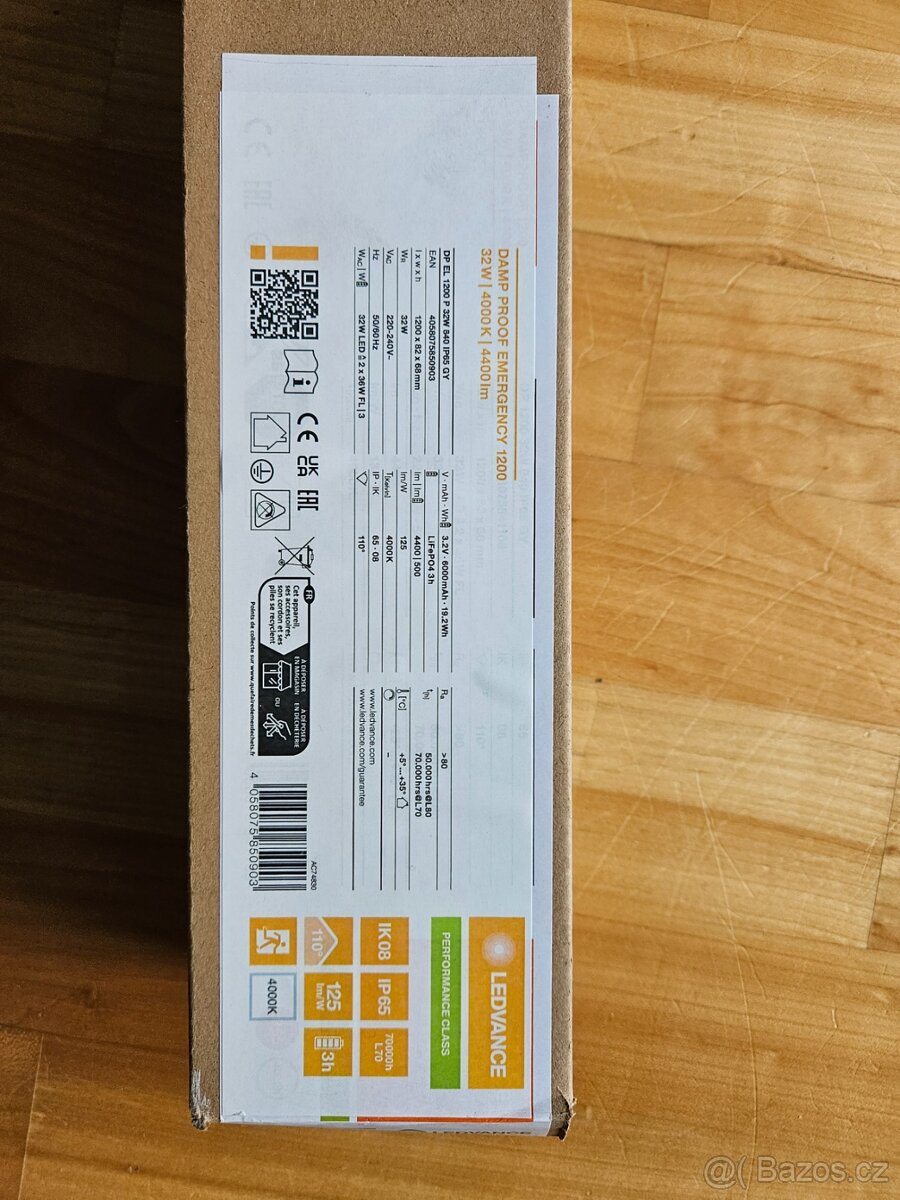 DAMP PROOF EMERGENCY 1200
32W | 4000K | 4400lm
DP EL 1200 P 32W 840 IP65 GY
EAN 4058075850903
l x w x h 1200 x 82 x 68mm
WR 32W
VAC 220-240V~
Hz 50/60Hz
WAC | W 32W LED ≙ 2 x 36W FL | 3
V · mAh · Wh 3.2V · 6000mAh · 19.2Wh
LiFePO4 3h
lm | lm 4400 | 500
lm/W 125
T[Kelvin] 4000K
IP · IK 65 · 08
110°
Ra >80
t[h] 50.000hrs@L80
70.000hrs@L70
[°C] +5°...+35°
–
www.ledvance.com
www.ledvance.com/guarantee
CE
UK
CA
EAC
FR
Cet appareil,
ses accessoires,
son cordon et ses
piles se recyclent
À DÉPOSER
EN MAGASIN
OU
À DÉPOSER
EN DÉCHÈTERIE
Points de collecte sur www.quefairedemesdechets.fr
AC74830
4 058075 850903
LEDVANCE
PERFORMANCE CLASS
IK08
IP65
70000h
L70
110°
125
lm/W
3h
4000K
LEDVANCE
@( Bazos.cz